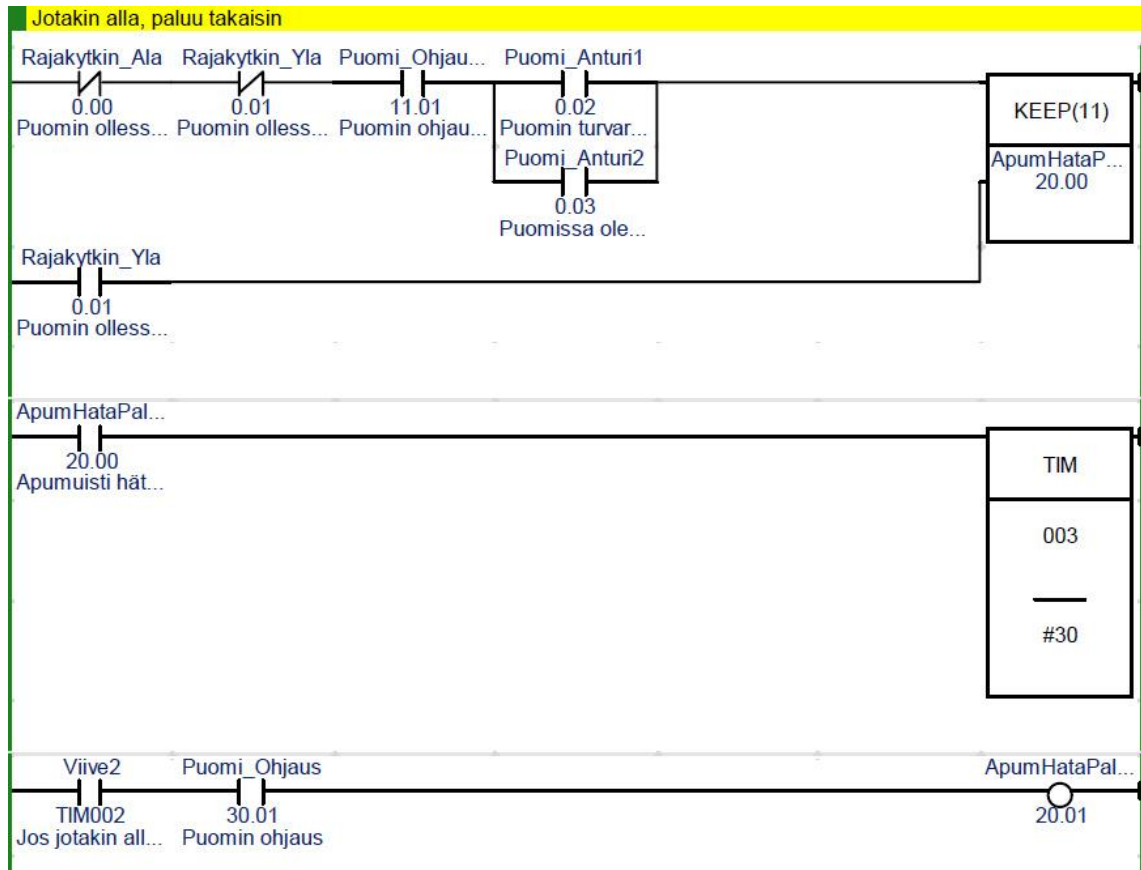 Jotakin alla, paluu takaisin
Rajakytkin_Ala Rajakytkin_Yla Puomi_Ohjau... Puomi_Anturi1
0.00 0.01 11.01 0.02 KEEP(11)
Puomin olless... Puomin olless... Puomin ohjau... Puomin turvar...
Puomi_Anturi2 ApumHataP...
20.00
0.03
Puomissa ole...
Rajakytkin_Yla
0.01
Puomin olless...
ApumHataPal...
20.00 TIM
Apumuisti hät...
003
#30
Viive2 Puomi_Ohjaus ApumHataPal...
TIM002 30.01 20.01
Jos jotakin all... Puomin ohjaus